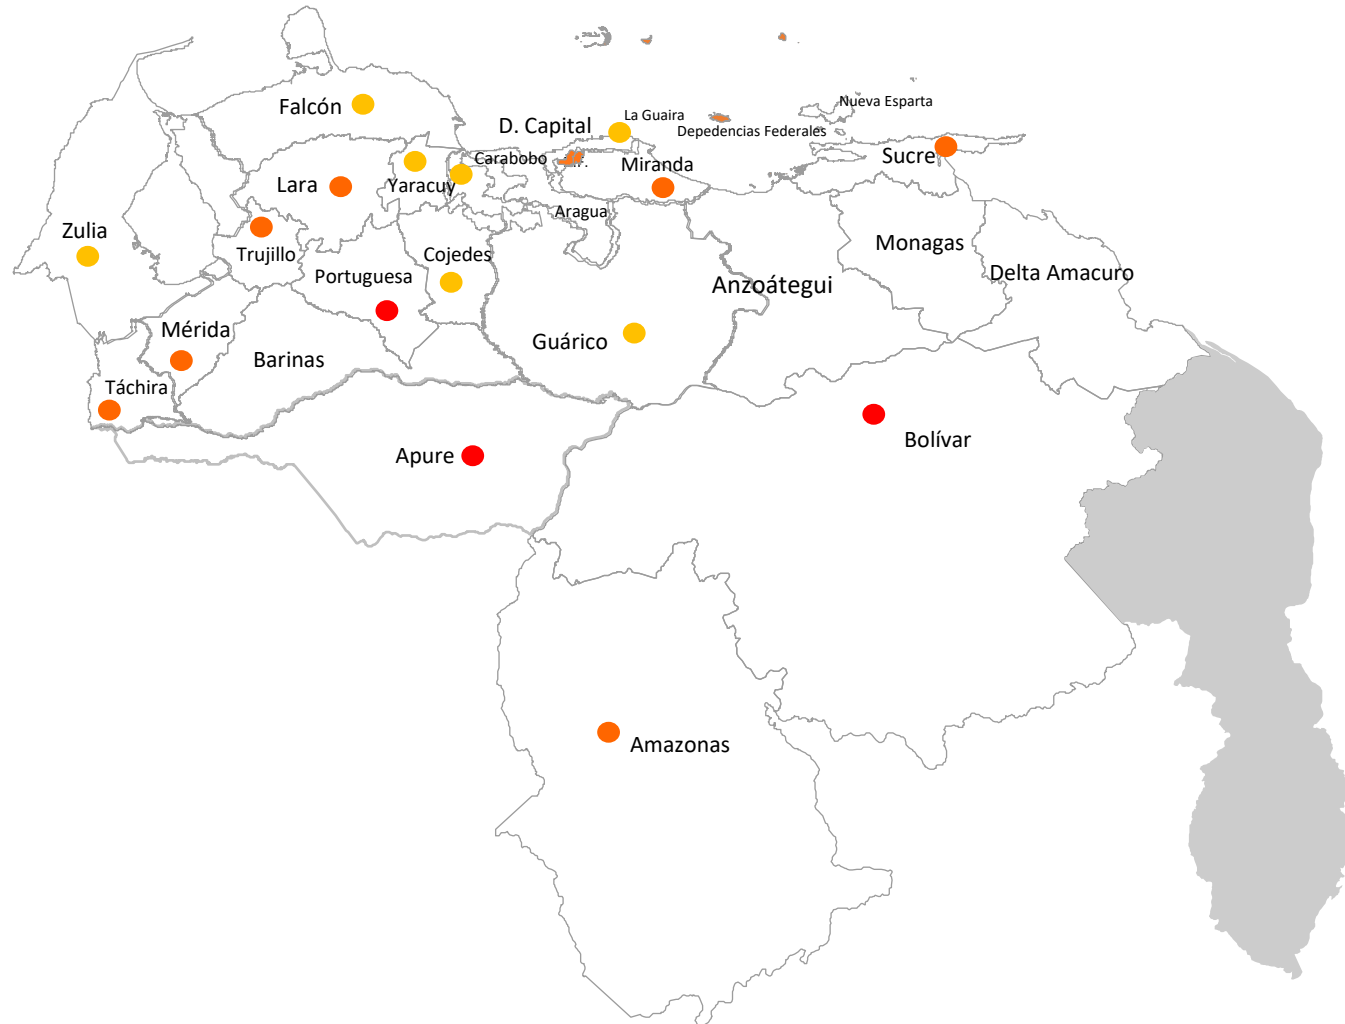 Nueva Esparta
Falcón
La Guaira
D. Capital
Depedencias Federales
Carabobo
Miranda
Sucre
Lara
Yaracuy
Aragua
Zulia
Trujillo
Cojedes
Monagas
Portuguesa
Delta Amacuro
Anzoátegui
Mérida
Guárico
Barinas
Táchira
Bolívar
Apure
Amazonas